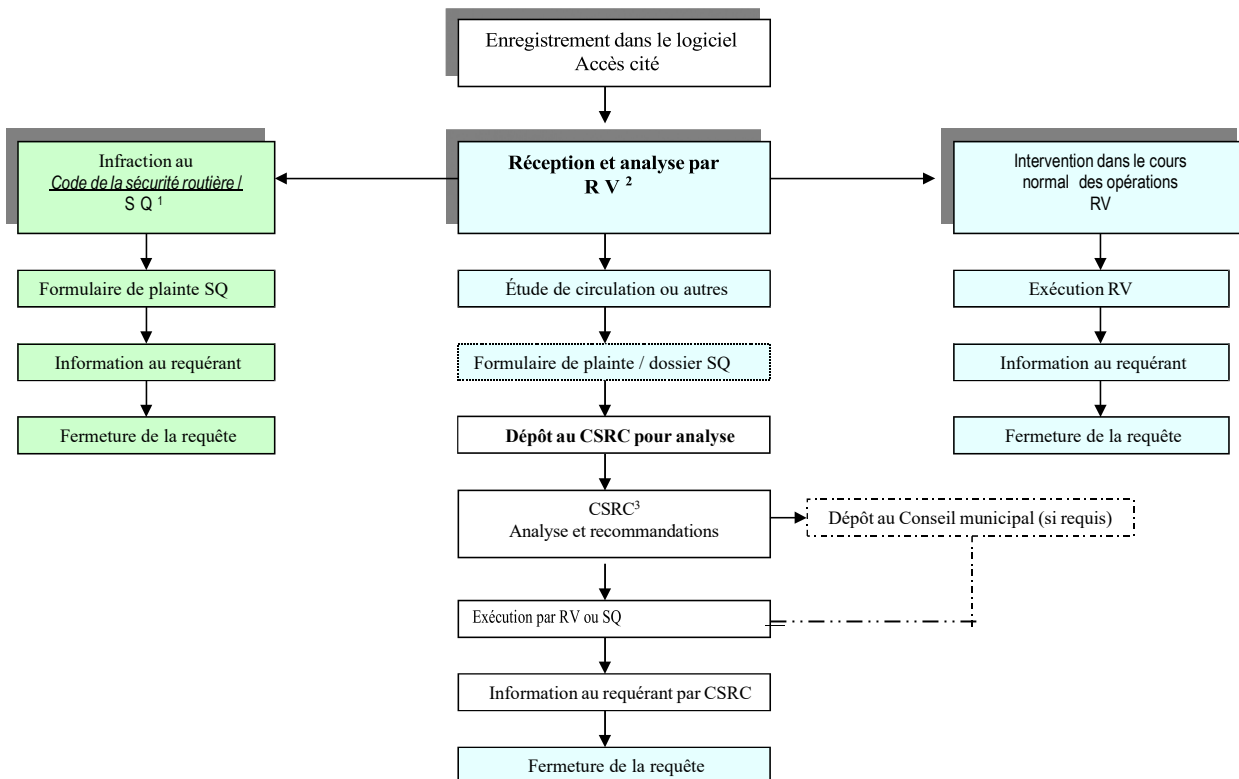 Enregistrement dans le logiciel
Accès cité
Infraction au
Code de la sécurité routière /
S Q ¹
Réception et analyse par
R V ²
Intervention dans le cours
normal des opérations
RV
Formulaire de plainte SQ
Étude de circulation ou autres
Exécution RV
Information au requérant
Formulaire de plainte / dossier SQ
Information au requérant
Fermeture de la requête
Dépôt au CSRC pour analyse
Fermeture de la requête
CSRC³
Analyse et recommandations
Dépôt au Conseil municipal (si requis)
Exécution par RV ou SQ
Information au requérant par CSRC
Fermeture de la requête